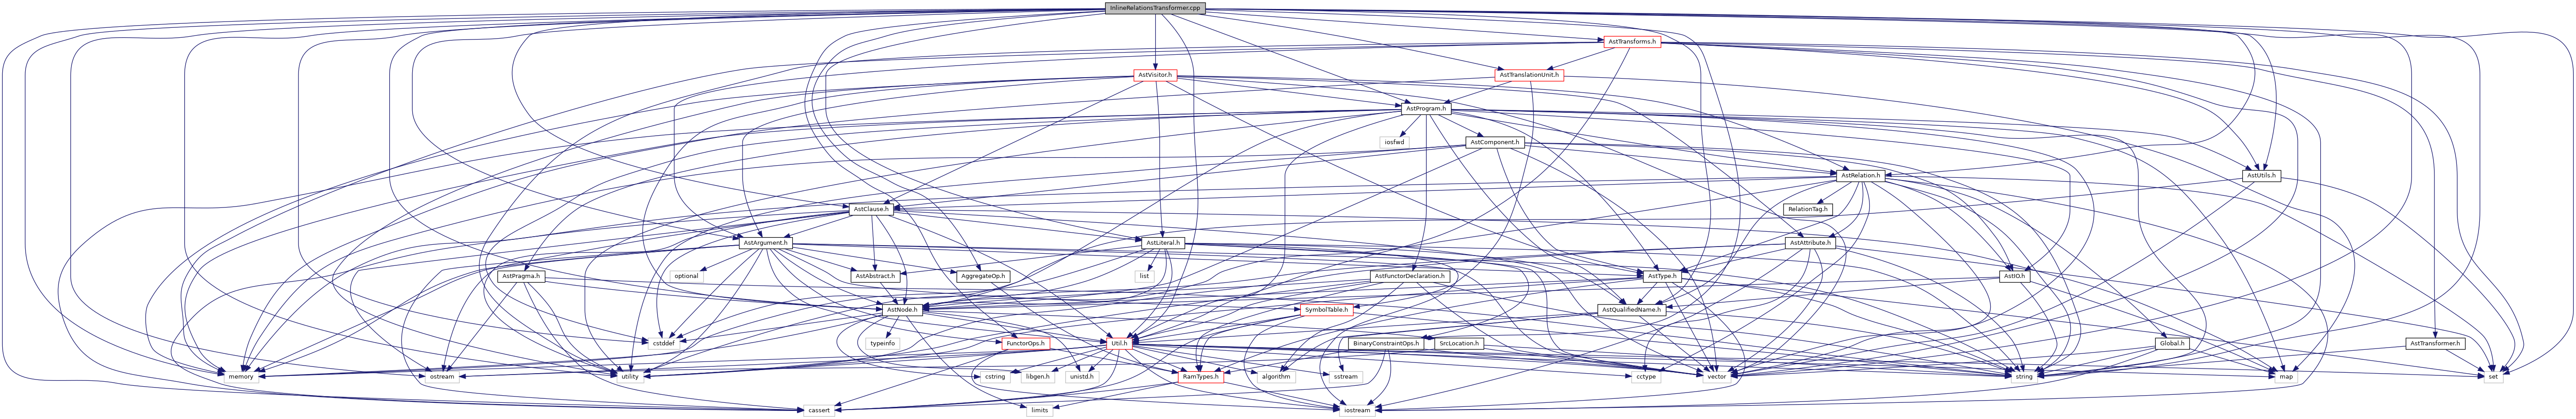 InlineRelationsTransformer.cpp
AstTransforms.h
AstVisitor.h
AstTranslationUnit.h
AstProgram.h
iosfwd
AstComponent.h
AstRelation.h
AstUtils.h
AstClause.h
RelationTag.h
AstArgument.h
AstLiteral.h
AstAttribute.h
AstPragma.h
optional
AstAbstract.h
AggregateOp.h
list
AstFunctorDeclaration.h
AstType.h
AstIO.h
AstNode.h
SymbolTable.h
AstQualifiedName.h
cstddef
typeinfo
FunctorOps.h
Util.h
BinaryConstraintOps.h
SrcLocation.h
Global.h
AstTransformer.h
memory
ostream
utility
cstring
libgen.h
unistd.h
RamTypes.h
algorithm
sstream
cctype
vector
string
map
set
cassert
limits
iostream